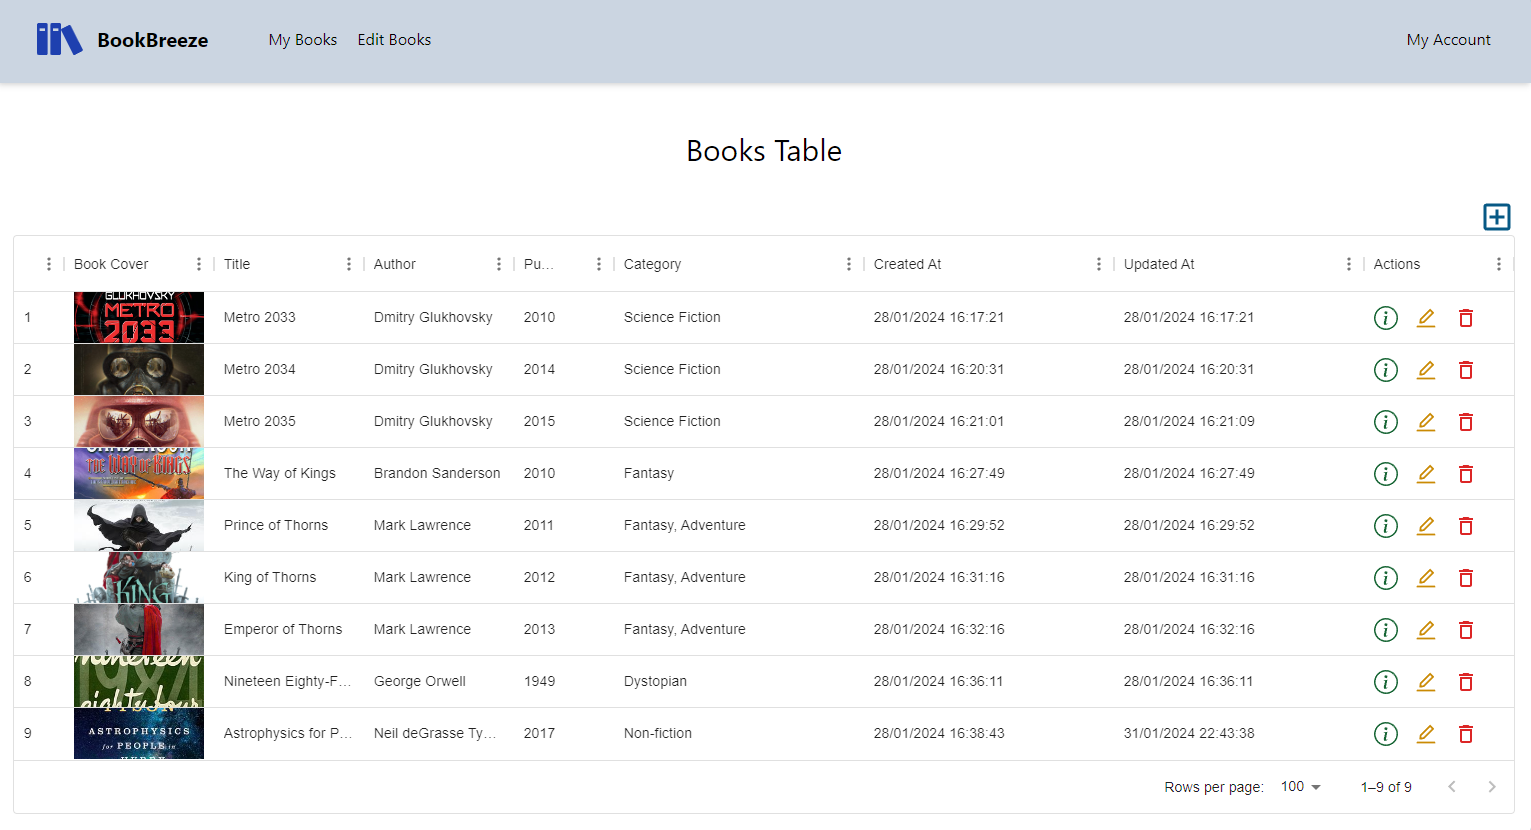 BookBreeze My Books Edit Books My Account
Books Table
Book Cover Title Author Pu... Category Created At Updated At Actions
1 GLUKHOVSKY METRO 2033 Metro 2033 Dmitry Glukhovsky 2010 Science Fiction 28/01/2024 16:17:21 28/01/2024 16:17:21
2 Metro 2034 Dmitry Glukhovsky 2014 Science Fiction 28/01/2024 16:20:31 28/01/2024 16:20:31
3 Metro 2035 Dmitry Glukhovsky 2015 Science Fiction 28/01/2024 16:21:01 28/01/2024 16:21:09
4 THE WAY OF KINGS The Way of Kings Brandon Sanderson 2010 Fantasy 28/01/2024 16:27:49 28/01/2024 16:27:49
5 Prince of Thorns Mark Lawrence 2011 Fantasy, Adventure 28/01/2024 16:29:52 28/01/2024 16:29:52
6 KING King of Thorns Mark Lawrence 2012 Fantasy, Adventure 28/01/2024 16:31:16 28/01/2024 16:31:16
7 Emperor of Thorns Mark Lawrence 2013 Fantasy, Adventure 28/01/2024 16:32:16 28/01/2024 16:32:16
8 nineteen 1984 eighty-four Nineteen Eighty-F... George Orwell 1949 Dystopian 28/01/2024 16:36:11 28/01/2024 16:36:11
9 ASTROPHYSICS for PEOPLE in Astrophysics for P... Neil deGrasse Ty... 2017 Non-fiction 28/01/2024 16:38:43 31/01/2024 22:43:38
Rows per page: 100 1–9 of 9